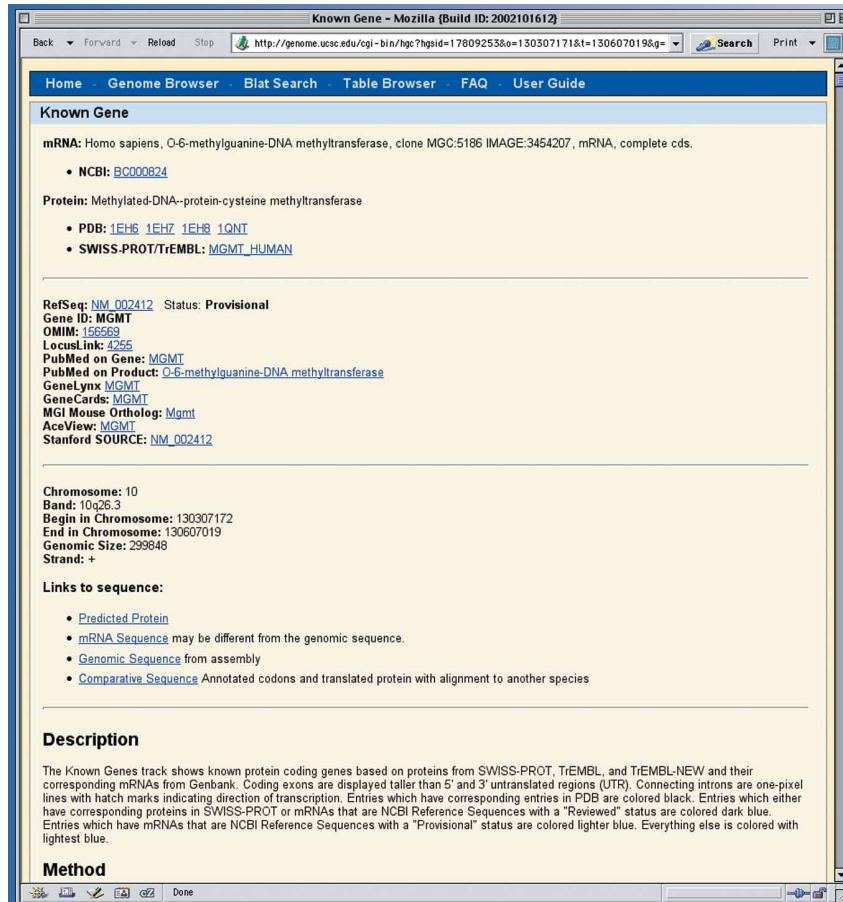 Known Gene - Mozilla {Build ID: 2002101612}
Back Forward Reload Stop http://genome.ucsc.edu/cgi-bin/hgc?hgsid=17809253&o=130307171&t=130607019&g= Search Print
Home - Genome Browser - Blat Search - Table Browser - FAQ - User Guide
Known Gene
mRNA: Homo sapiens, O-6-methylguanine-DNA methyltransferase, clone MGC:5186 IMAGE:3454207, mRNA, complete cds.
• NCBI: BC000824
Protein: Methylated-DNA--protein-cysteine methyltransferase
• PDB: 1EH6 1EH7 1EH8 1QNT
• SWISS-PROT/TrEMBL: MGMT_HUMAN
RefSeq: NM_002412 Status: Provisional
Gene ID: MGMT
OMIM: 156569
LocusLink: 4255
PubMed on Gene: MGMT
PubMed on Product: O-6-methylguanine-DNA methyltransferase
GeneLynx MGMT
GeneCards: MGMT
MGI Mouse Ortholog: Mgmt
AceView: MGMT
Stanford SOURCE: NM_002412
Chromosome: 10
Band: 10q26.3
Begin in Chromosome: 130307172
End in Chromosome: 130607019
Genomic Size: 299848
Strand: +
Links to sequence:
• Predicted Protein
• mRNA Sequence may be different from the genomic sequence.
• Genomic Sequence from assembly
• Comparative Sequence Annotated codons and translated protein with alignment to another species
Description
The Known Genes track shows known protein coding genes based on proteins from SWISS-PROT, TrEMBL, and TrEMBL-NEW and their
corresponding mRNAs from Genbank. Coding exons are displayed taller than 5' and 3' untranslated regions (UTR). Connecting introns are one-pixel
lines with hatch marks indicating direction of transcription. Entries which have corresponding entries in PDB are colored black. Entries which either
have corresponding proteins in SWISS-PROT or mRNAs that are NCBI Reference Sequences with a "Reviewed" status are colored dark blue.
Entries which have mRNAs that are NCBI Reference Sequences with a "Provisional" status are colored lighter blue. Everything else is colored with
lightest blue.
Method
Done